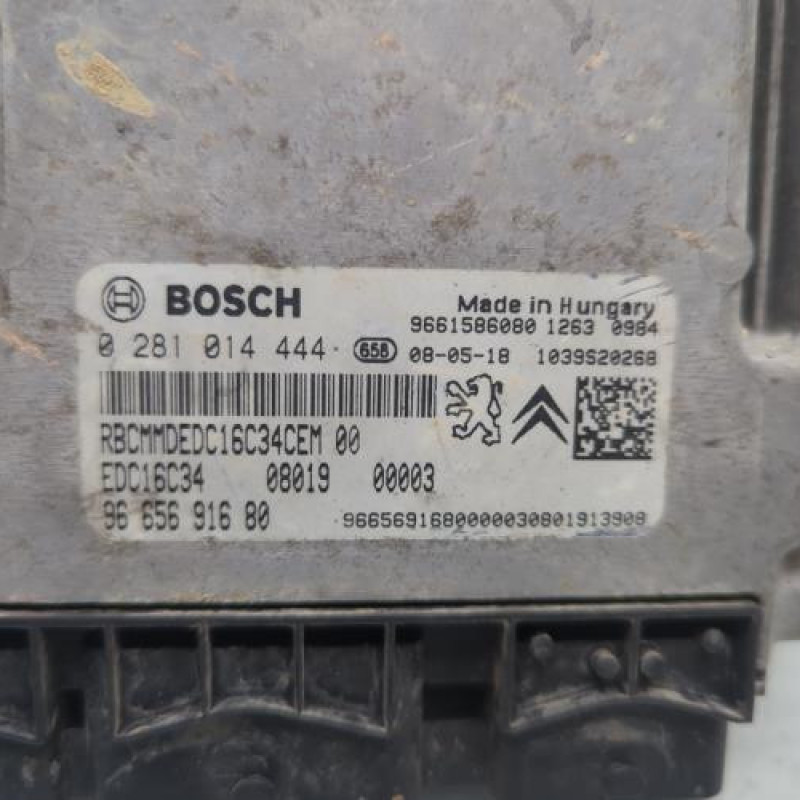 BOSCH
Made in Hungary
9661586080 1263 0984
0 281 014 444 658 08-05-18 1039S20268
RBCMMDEDC16C34CEM 00
EDC16C34 08019 00003
96 656 916 80 9665691680000030801913908